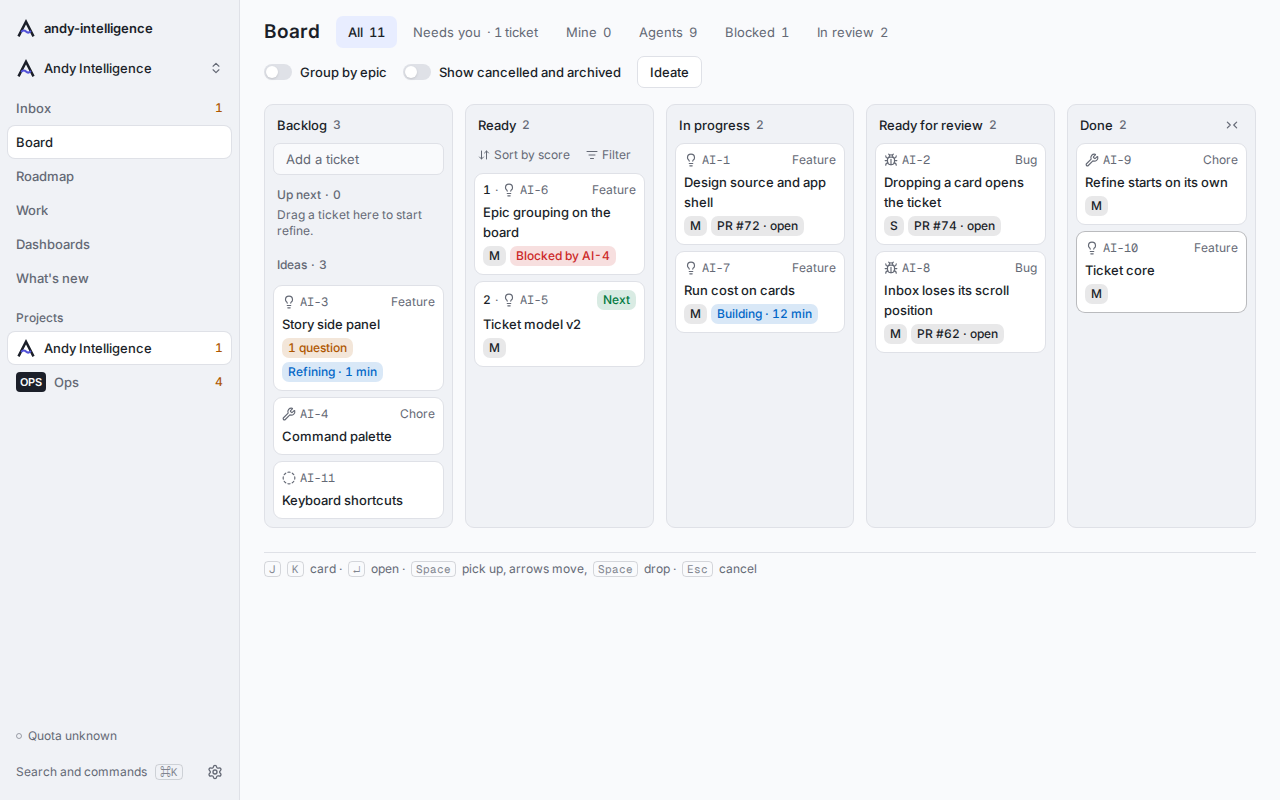 andy-intelligence
Andy Intelligence
Inbox 1
Board
Roadmap
Work
Dashboards
What's new
Projects
Andy Intelligence 1
OPS Ops 4
Quota unknown
Search and commands ⌘K
Board All 11 Needs you · 1 ticket Mine 0 Agents 9 Blocked 1 In review 2
Group by epic Show cancelled and archived Ideate
Backlog 3
Add a ticket
Up next · 0
Drag a ticket here to start
refine.
Ideas · 3
AI-3 Feature
Story side panel
1 question
Refining · 1 min
AI-4 Chore
Command palette
AI-11
Keyboard shortcuts
Ready 2
Sort by score Filter
1 · AI-6 Feature
Epic grouping on the
board
M Blocked by AI-4
2 · AI-5 Next
Ticket model v2
M
In progress 2
AI-1 Feature
Design source and app
shell
M PR #72 · open
AI-7 Feature
Run cost on cards
M Building · 12 min
Ready for review 2
AI-2 Bug
Dropping a card opens
the ticket
S PR #74 · open
AI-8 Bug
Inbox loses its scroll
position
M PR #62 · open
Done 2
AI-9 Chore
Refine starts on its own
M
AI-10 Feature
Ticket core
M
J K card · ↵ open · Space pick up, arrows move, Space drop · Esc cancel